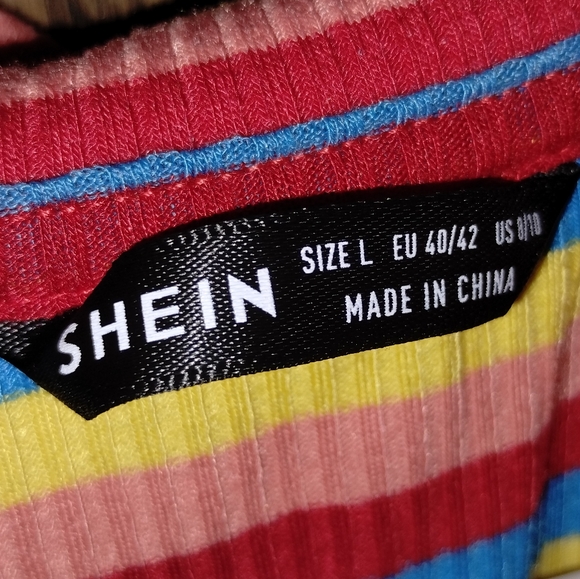 SHEIN
SIZE L EU 40/42 US 8/10
MADE IN CHINA